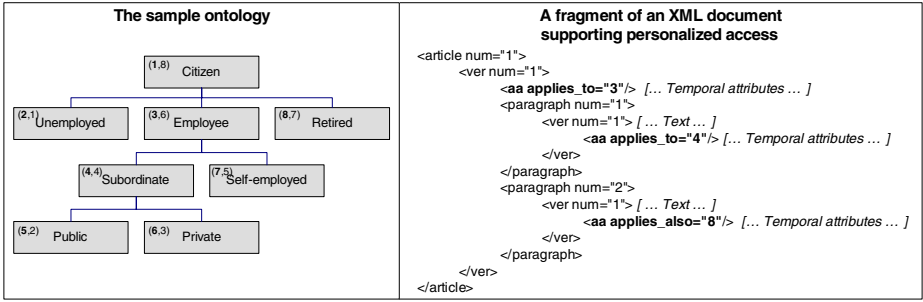 The sample ontology
(1,8) Citizen
(2,1) Unemployed
(3,6) Employee
(8,7) Retired
(4,4) Subordinate
(7,5) Self-employed
(5,2) Public
(6,3) Private
A fragment of an XML document
supporting personalized access
<article num="1">
<ver num="1">
<aa applies_to="3"/> [… Temporal attributes … ]
<paragraph num="1">
<ver num="1"> [ … Text … ]
<aa applies_to="4"/> [… Temporal attributes … ]
</ver>
</paragraph>
<paragraph num="2">
<ver num="1"> [ … Text … ]
<aa applies_also="8"/> [… Temporal attributes … ]
</ver>
</paragraph>
</ver>
</article>